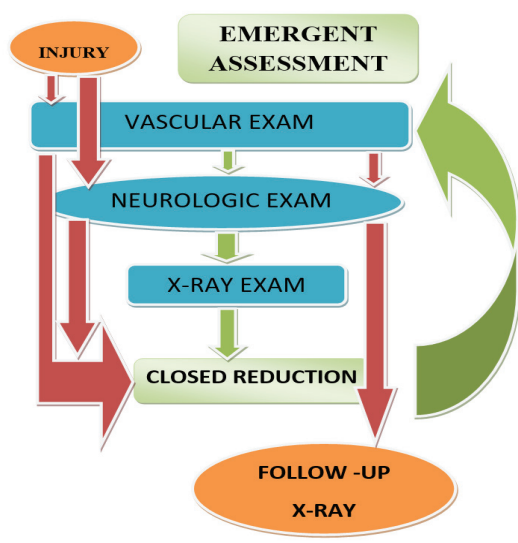 INJURY
EMERGENT
ASSESSMENT
VASCULAR EXAM
NEUROLOGIC EXAM
X-RAY EXAM
CLOSED REDUCTION
FOLLOW -UP
X-RAY